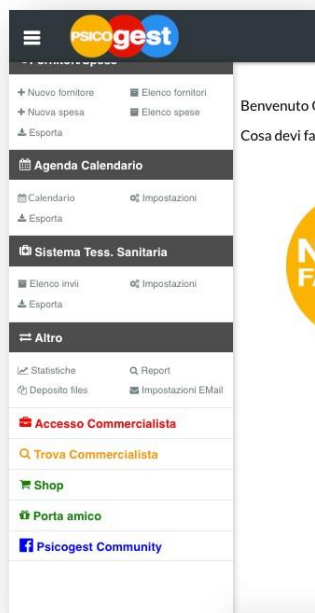 PSICOgest
Fornitori/Spese
Nuovo fornitore Elenco fornitori
Nuova spesa Elenco spese
Esporta
Agenda Calendario
Calendario Impostazioni
Esporta
Sistema Tess. Sanitaria
Elenco invii Impostazioni
Esporta
Altro
Statistiche Report
Deposito files Impostazioni EMail
Accesso Commercialista
Trova Commercialista
Shop
Porta amico
Psicogest Community
Benvenuto
Cosa devi